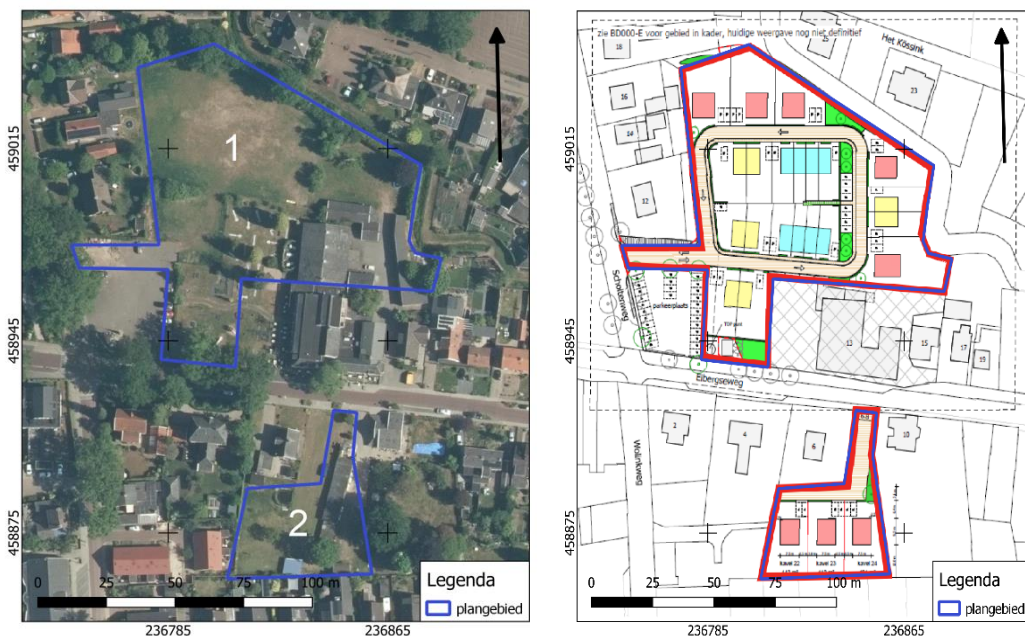 1
2
459015
458945
458875
0 25 50 75 100 m
236785 236865
Legenda
plangebied
zie BD000-E voor gebied in kader, huidige weergave nog niet definitief
Het Kössink
18
16
14
12
23
Scholtenweg
parkeerplaats
Eibergseweg
13
15
17
19
Wolinkweg
2
4
6
10
Kavel 22 Kavel 23 Kavel 24
459015
458945
458875
0 25 50 75 100 m
236785 236865
Legenda
plangebied